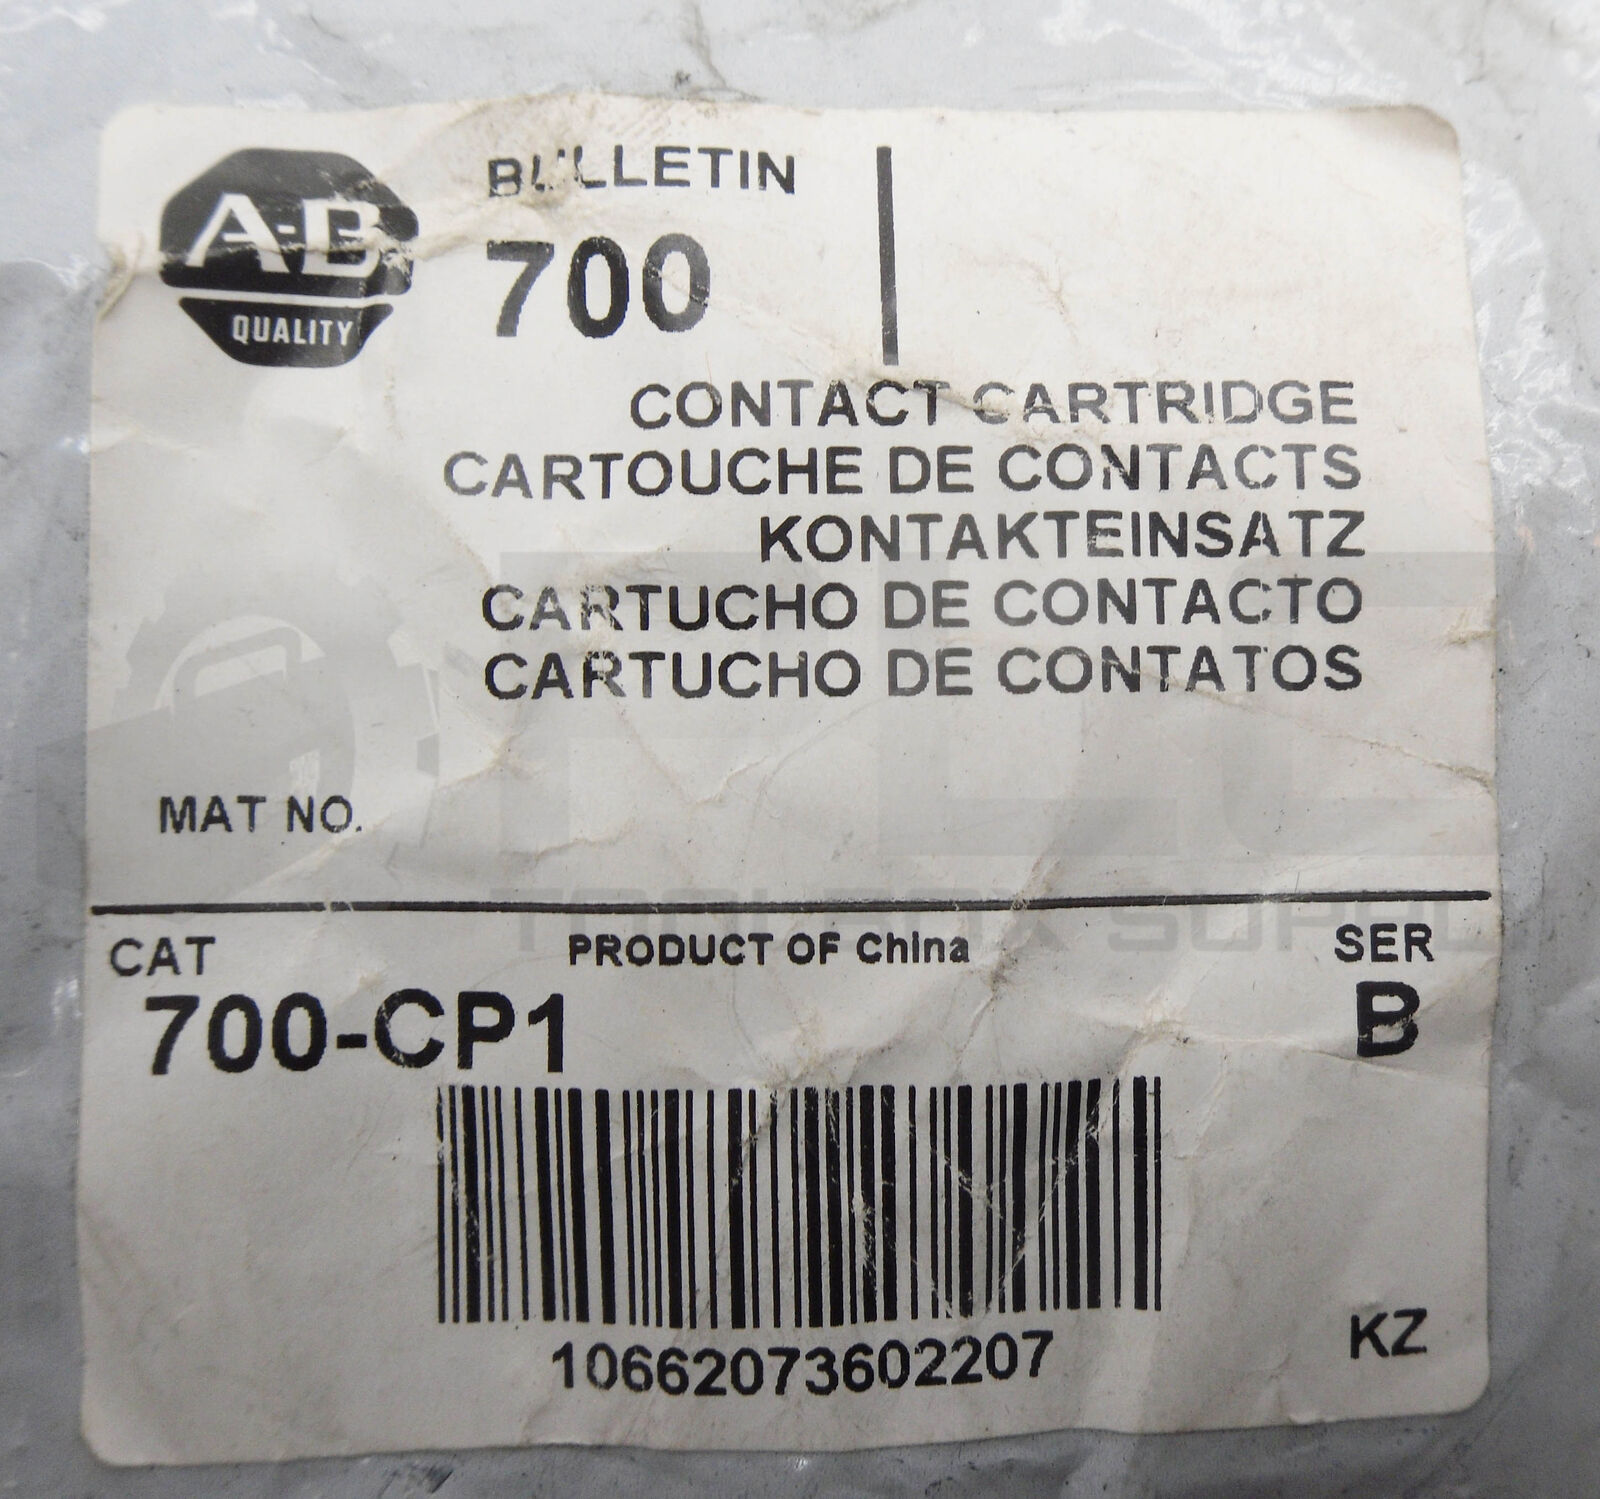 A-B
QUALITY
BULLETIN
700
CONTACT CARTRIDGE
CARTOUCHE DE CONTACTS
KONTAKTEINSATZ
CARTUCHO DE CONTACTO
CARTUCHO DE CONTATOS
MAT NO.
TOOLBOX
CAT
PRODUCT OF China
SER
700-CP1
B
10662073602207
KZ